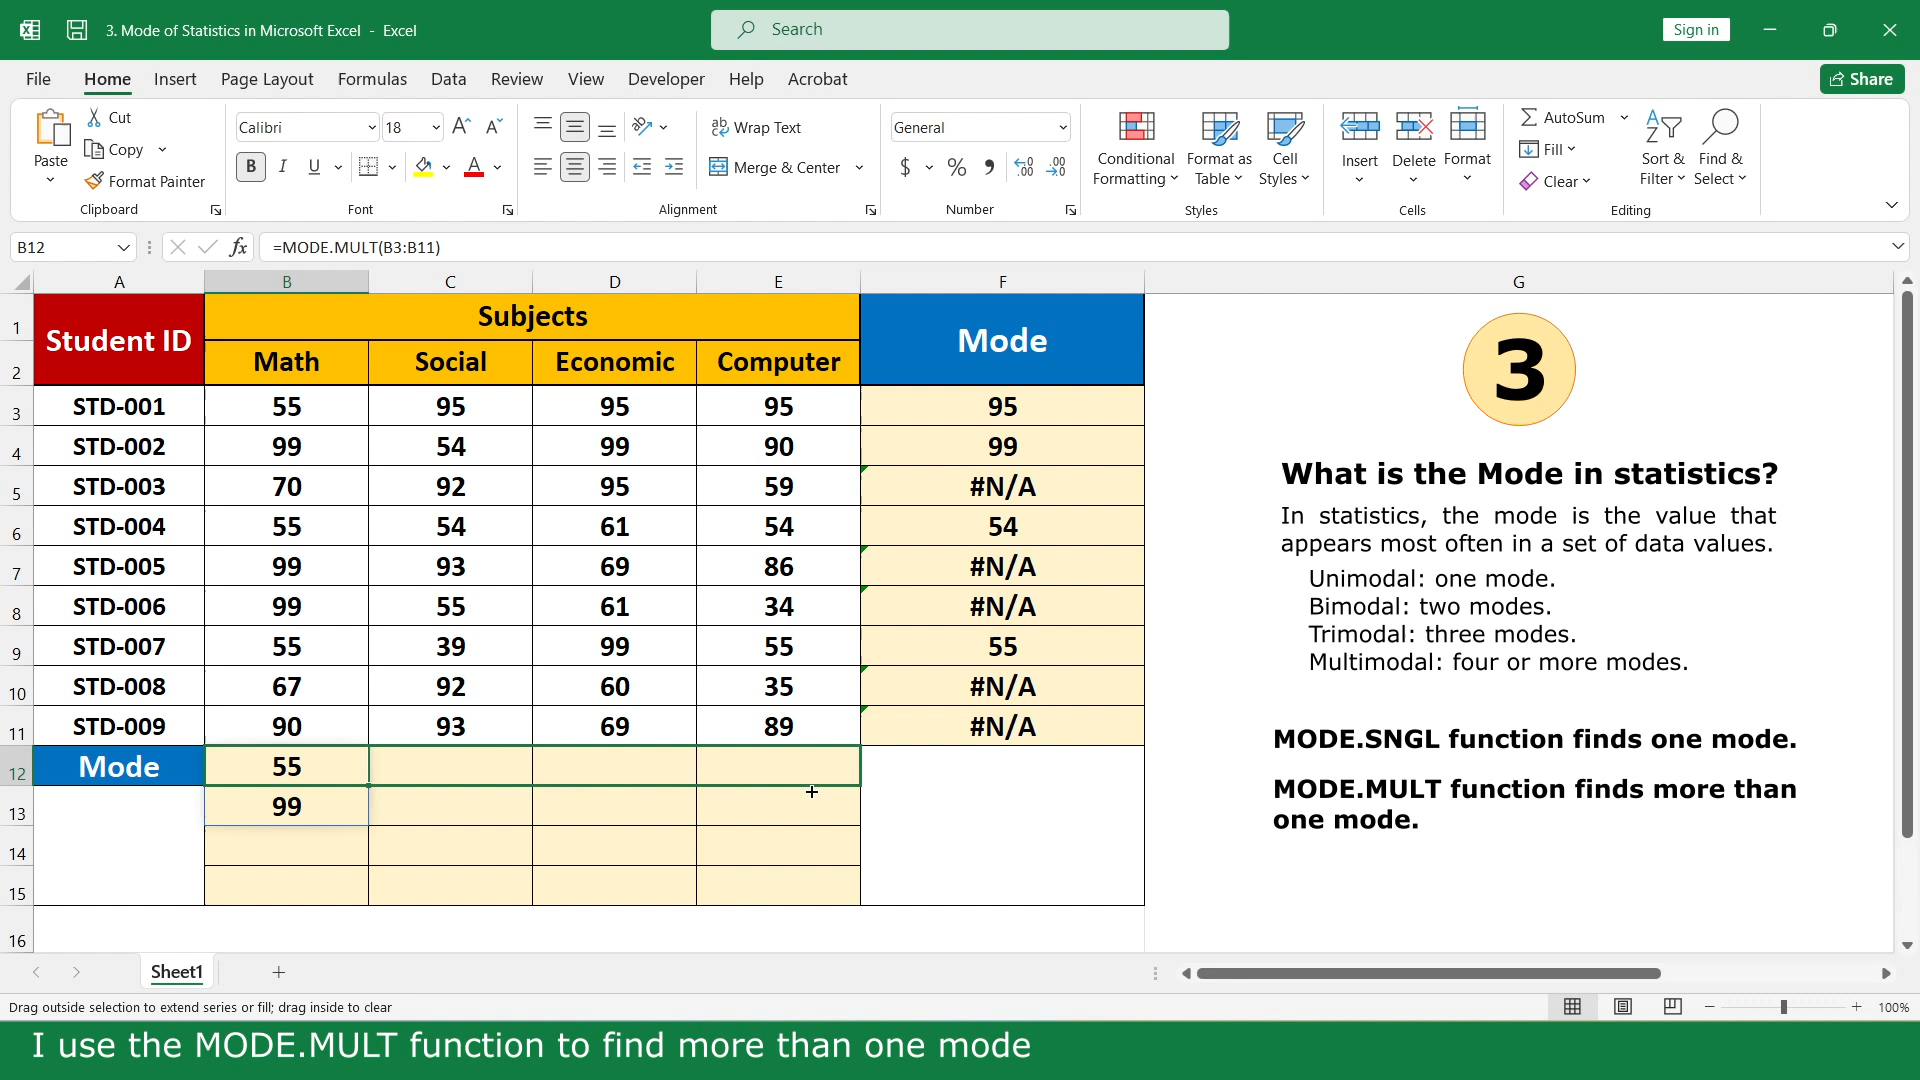 3. Mode of Statistics in Microsoft Excel - Excel
Search
Sign in
File Home Insert Page Layout Formulas Data Review View Developer Help Acrobat
Share
Paste
Cut
Copy
Format Painter
Clipboard
Calibri 18
B I U
Font
Wrap Text
Merge & Center
Alignment
General
$ % ,
Number
Conditional
Formatting
Format as
Table
Cell
Styles
Styles
Insert Delete Format
Cells
AutoSum
Fill
Clear
Sort &
Filter
Find &
Select
Editing
B12 fx =MODE.MULT(B3:B11)
A B C D E F G
1 Student ID Subjects Mode
2 Math Social Economic Computer
3 STD-001 55 95 95 95 95
4 STD-002 99 54 99 90 99
5 STD-003 70 92 95 59 #N/A
6 STD-004 55 54 61 54 54
7 STD-005 99 93 69 86 #N/A
8 STD-006 99 55 61 34 #N/A
9 STD-007 55 39 99 55 55
10 STD-008 67 92 60 35 #N/A
11 STD-009 90 93 69 89 #N/A
12 Mode 55
13 99
14
15
16
3
What is the Mode in statistics?
In statistics, the mode is the value that
appears most often in a set of data values.
Unimodal: one mode.
Bimodal: two modes.
Trimodal: three modes.
Multimodal: four or more modes.
MODE.SNGL function finds one mode.
MODE.MULT function finds more than
one mode.
Sheet1
Drag outside selection to extend series or fill; drag inside to clear
100%
I use the MODE.MULT function to find more than one mode